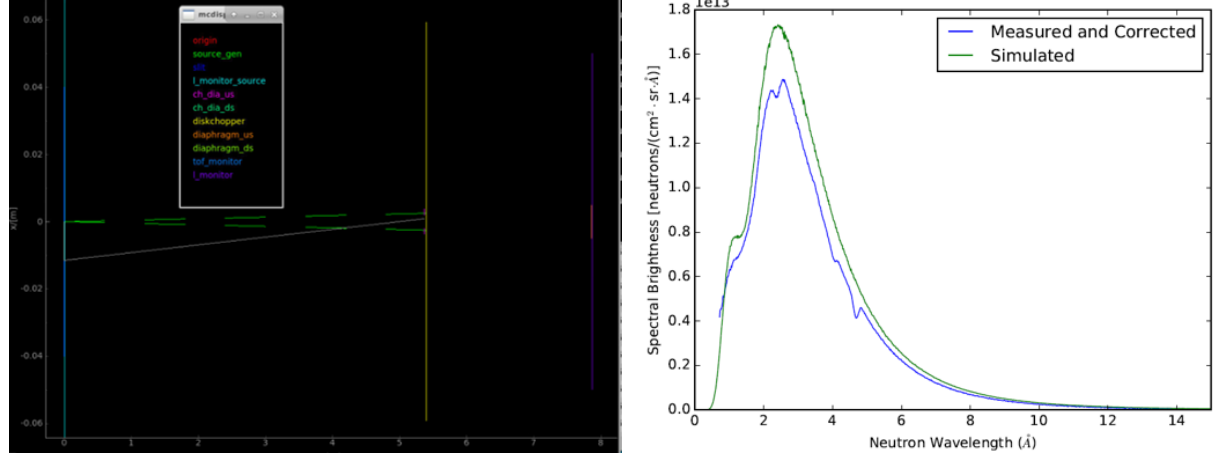 0.06
0.04
0.02
0
-0.02
-0.04
-0.06
x/[m]
0
1
2
3
4
5
6
7
8
mcdisp
origin
source_gen
slit
l_monitor_source
ch_dia_us
ch_dia_ds
diskchopper
diaphragm_us
diaphragm_ds
tof_monitor
l_monitor
1e13
1.8
1.6
1.4
1.2
1.0
0.8
0.6
0.4
0.2
0.0
Spectral Brightness [neutrons/(cm² · sr·Å)]
Measured and Corrected
Simulated
0
2
4
6
8
10
12
14
Neutron Wavelength (Å)